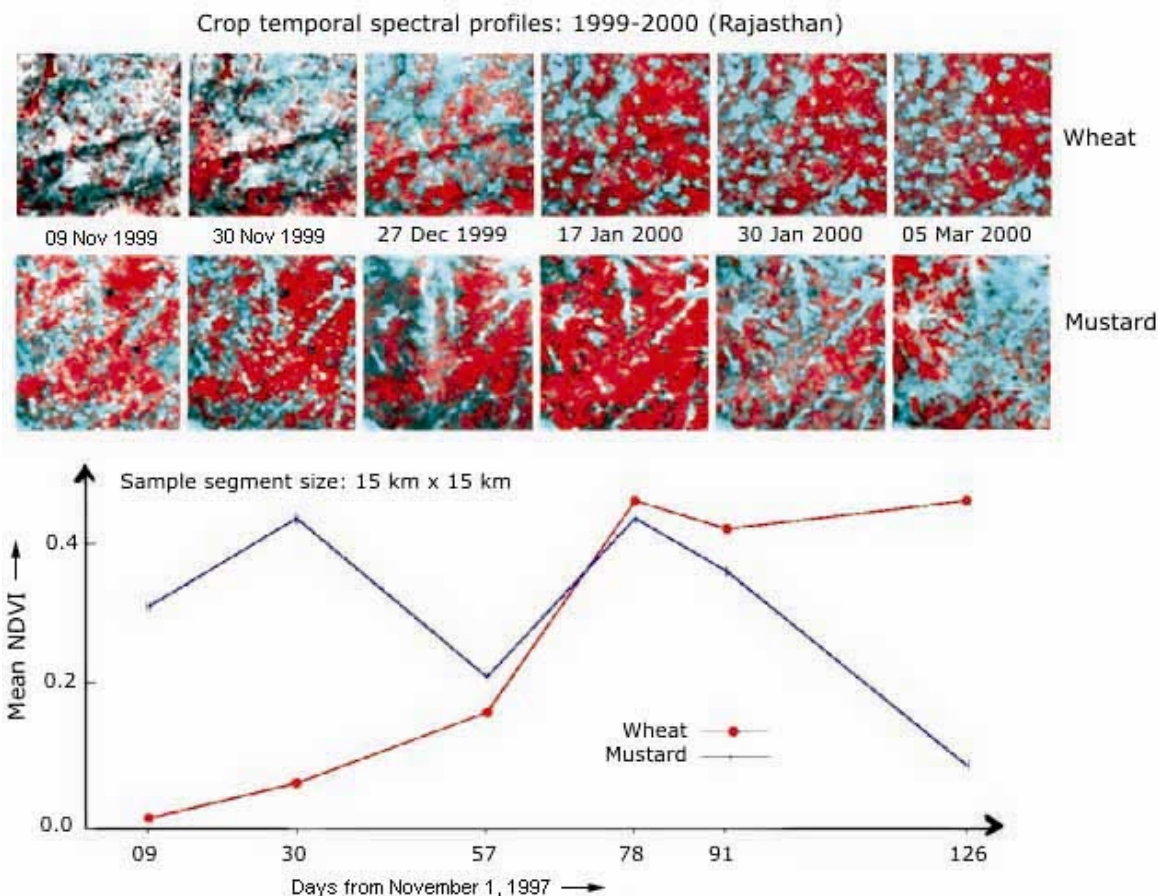 Crop temporal spectral profiles: 1999-2000 (Rajasthan)
Wheat
09 Nov 1999 30 Nov 1999 27 Dec 1999 17 Jan 2000 30 Jan 2000 05 Mar 2000
Mustard
Sample segment size: 15 km x 15 km
Mean NDVI →
0.4
0.2
0.0
Wheat
Mustard
09 30 57 78 91 126
Days from November 1, 1997 →